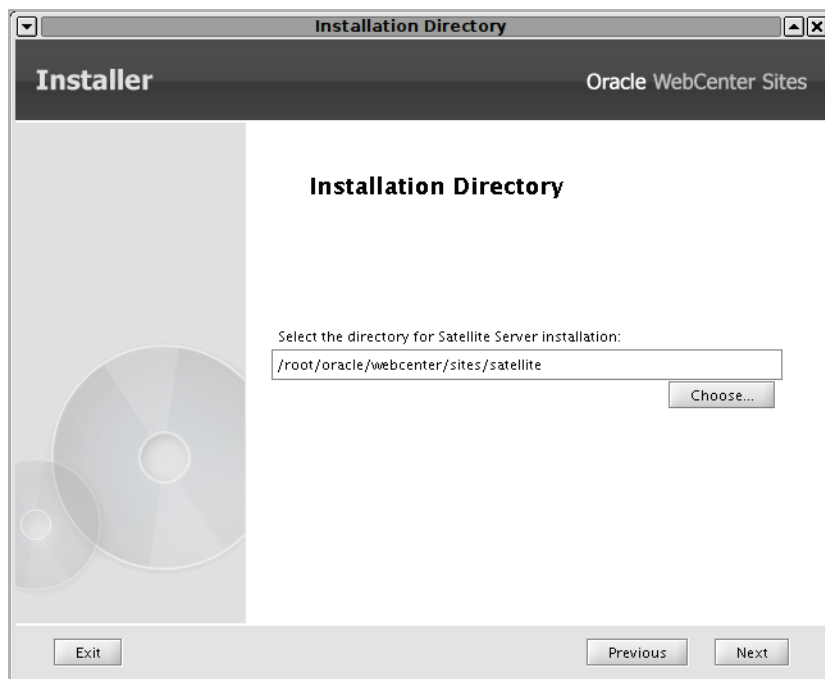 Installation Directory
Installer
Oracle WebCenter Sites
Installation Directory
Select the directory for Satellite Server installation:
/root/oracle/webcenter/sites/satellite
Choose...
Exit
Previous
Next